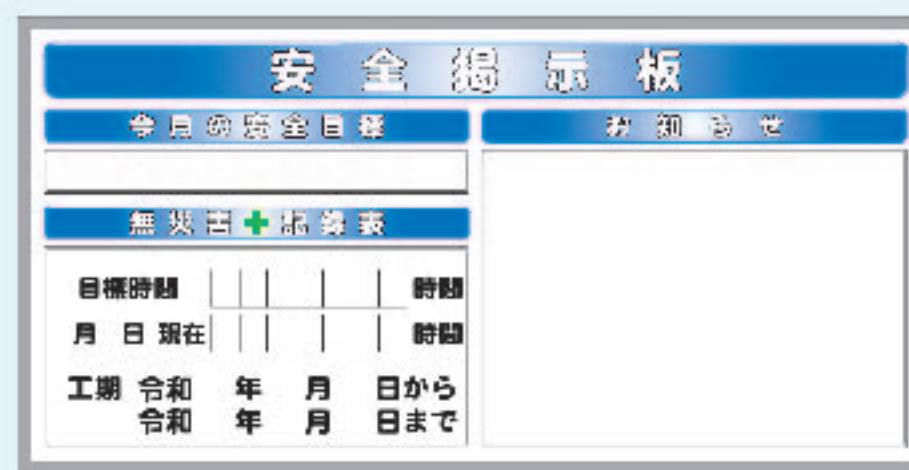 安全掲示板
今月の安全目標
無災害記録表
目標時間 時間
月 日 現在 時間
工期 令和 年 月 日から
令和 年 月 日まで
お知らせ